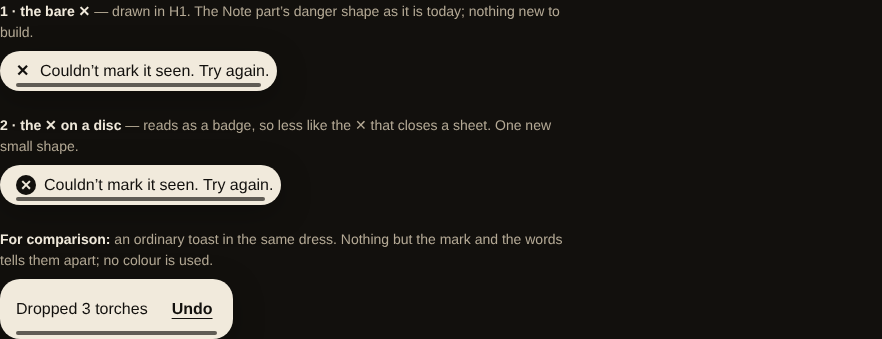 1 · the bare ✕ — drawn in H1. The Note part’s danger shape as it is today; nothing new to
build.
✕ Couldn’t mark it seen. Try again.
2 · the ✕ on a disc — reads as a badge, so less like the ✕ that closes a sheet. One new
small shape.
✕ Couldn’t mark it seen. Try again.
For comparison: an ordinary toast in the same dress. Nothing but the mark and the words
tells them apart; no colour is used.
Dropped 3 torches Undo